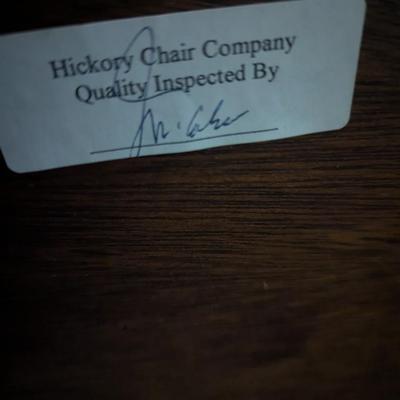 Hickory Chair Company
Quality Inspected By